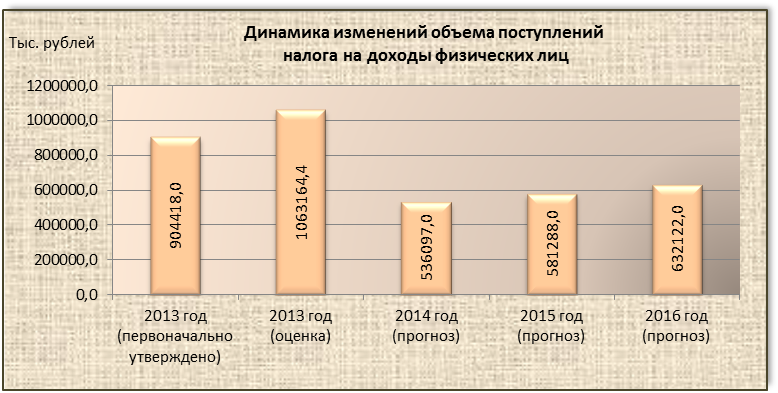 Динамика изменений объема поступлений
налога на доходы физических лиц
Тыс. рублей
1200000,0
1000000,0
800000,0
600000,0
400000,0
200000,0
0,0
904418,0
1063164,4
536097,0
581288,0
632122,0
2013 год
(первоначально
утверждено)
2013 год
(оценка)
2014 год
(прогноз)
2015 год
(прогноз)
2016 год
(прогноз)